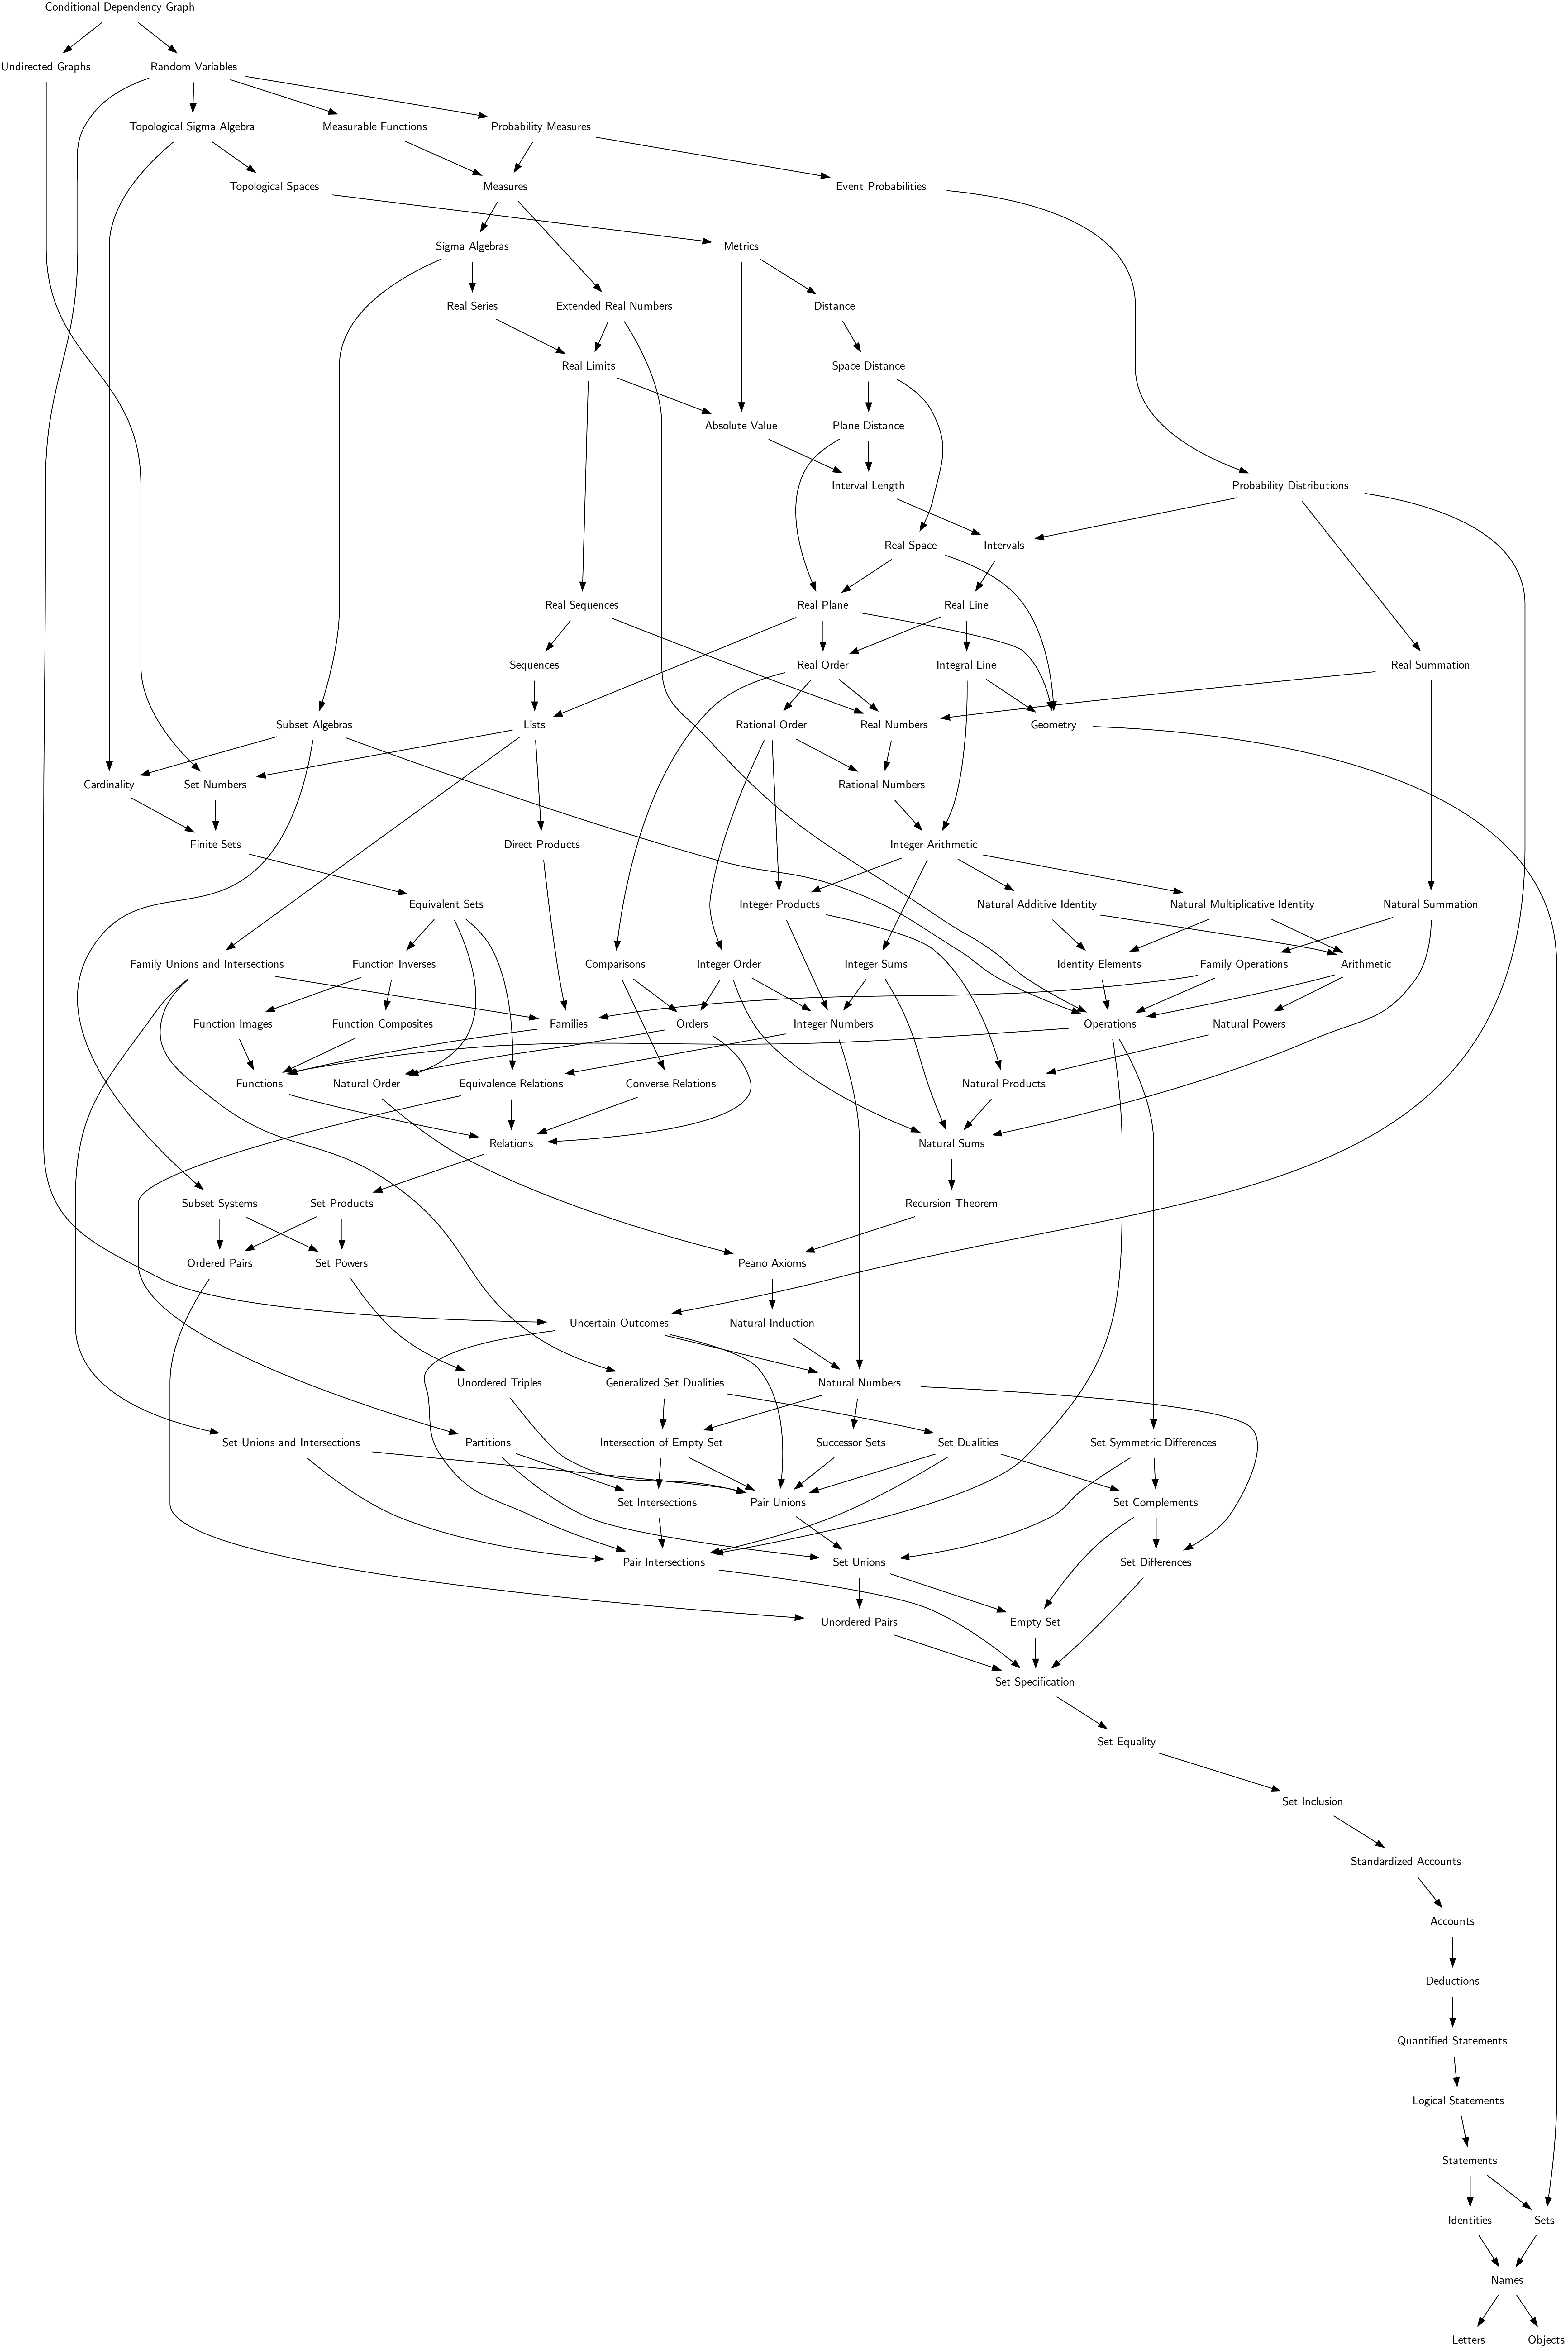 Conditional Dependency Graph
Undirected Graphs
Random Variables
Topological Sigma Algebra
Measurable Functions
Probability Measures
Topological Spaces
Measures
Event Probabilities
Sigma Algebras
Metrics
Real Series
Extended Real Numbers
Distance
Real Limits
Space Distance
Absolute Value
Plane Distance
Interval Length
Probability Distributions
Real Space
Intervals
Real Sequences
Real Plane
Real Line
Sequences
Real Order
Integral Line
Real Summation
Subset Algebras
Lists
Rational Order
Real Numbers
Geometry
Cardinality
Set Numbers
Rational Numbers
Finite Sets
Direct Products
Integer Arithmetic
Equivalent Sets
Integer Products
Natural Additive Identity
Natural Multiplicative Identity
Natural Summation
Family Unions and Intersections
Function Inverses
Comparisons
Integer Order
Integer Sums
Identity Elements
Family Operations
Arithmetic
Function Images
Function Composites
Families
Orders
Integer Numbers
Operations
Natural Powers
Functions
Natural Order
Equivalence Relations
Converse Relations
Natural Products
Relations
Natural Sums
Subset Systems
Set Products
Recursion Theorem
Ordered Pairs
Set Powers
Peano Axioms
Uncertain Outcomes
Natural Induction
Unordered Triples
Generalized Set Dualities
Natural Numbers
Set Unions and Intersections
Partitions
Intersection of Empty Set
Successor Sets
Set Dualities
Set Symmetric Differences
Set Intersections
Pair Unions
Set Complements
Pair Intersections
Set Unions
Set Differences
Unordered Pairs
Empty Set
Set Specification
Set Equality
Set Inclusion
Standardized Accounts
Accounts
Deductions
Quantified Statements
Logical Statements
Statements
Identities
Sets
Names
Letters
Objects